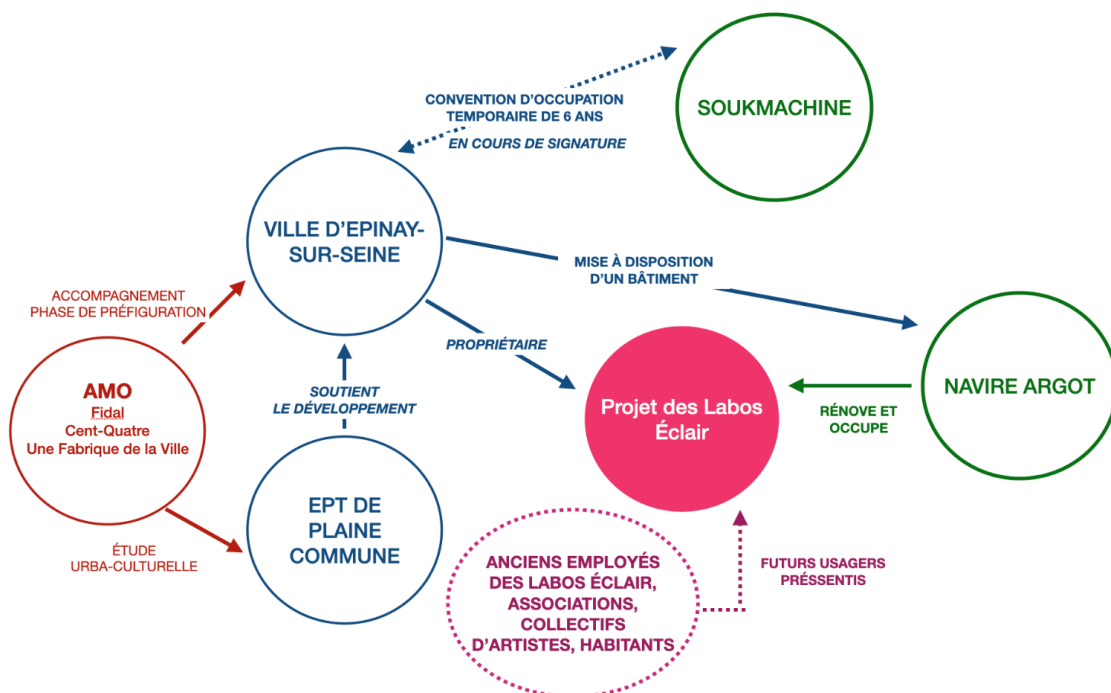 SOUKMACHINE
CONVENTION D'OCCUPATION
TEMPORAIRE DE 6 ANS
EN COURS DE SIGNATURE
VILLE D'EPINAY-
SUR-SEINE
MISE À DISPOSITION
D'UN BÂTIMENT
ACCOMPAGNEMENT
PHASE DE PRÉFIGURATION
PROPRIÉTAIRE
NAVIRE ARGOT
AMO
Fidal
Cent-Quatre
Une Fabrique de la Ville
SOUTIENT
LE DÉVELOPPEMENT
Projet des Labos
Éclair
RÉNOVE ET
OCCUPE
EPT DE
PLAINE
COMMUNE
ÉTUDE
URBA-CULTURELLE
ANCIENS EMPLOYÉS
DES LABOS ÉCLAIR,
ASSOCIATIONS,
COLLECTIFS
D'ARTISTES, HABITANTS
FUTURS USAGERS
PRÉSSENTIS